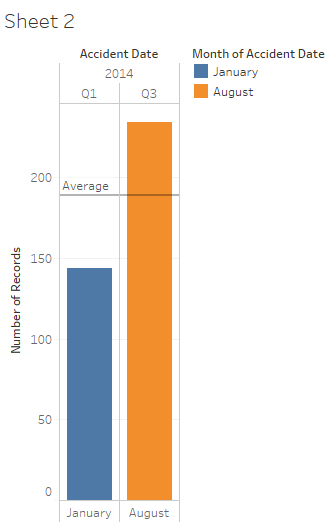 Sheet 2
Accident Date
2014
Q1 Q3
200
150
100
50
0
Average
Number of Records
January August
Month of Accident Date
January
August